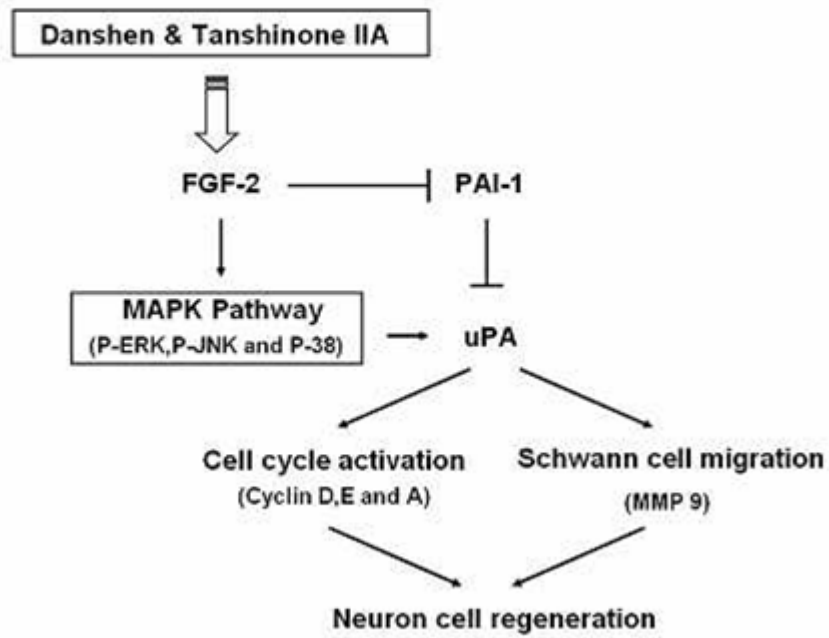 Danshen & Tanshinone IIA
FGF-2
PAI-1
MAPK Pathway
(P-ERK,P-JNK and P-38)
uPA
Cell cycle activation
(Cyclin D,E and A)
Schwann cell migration
(MMP 9)
Neuron cell regeneration